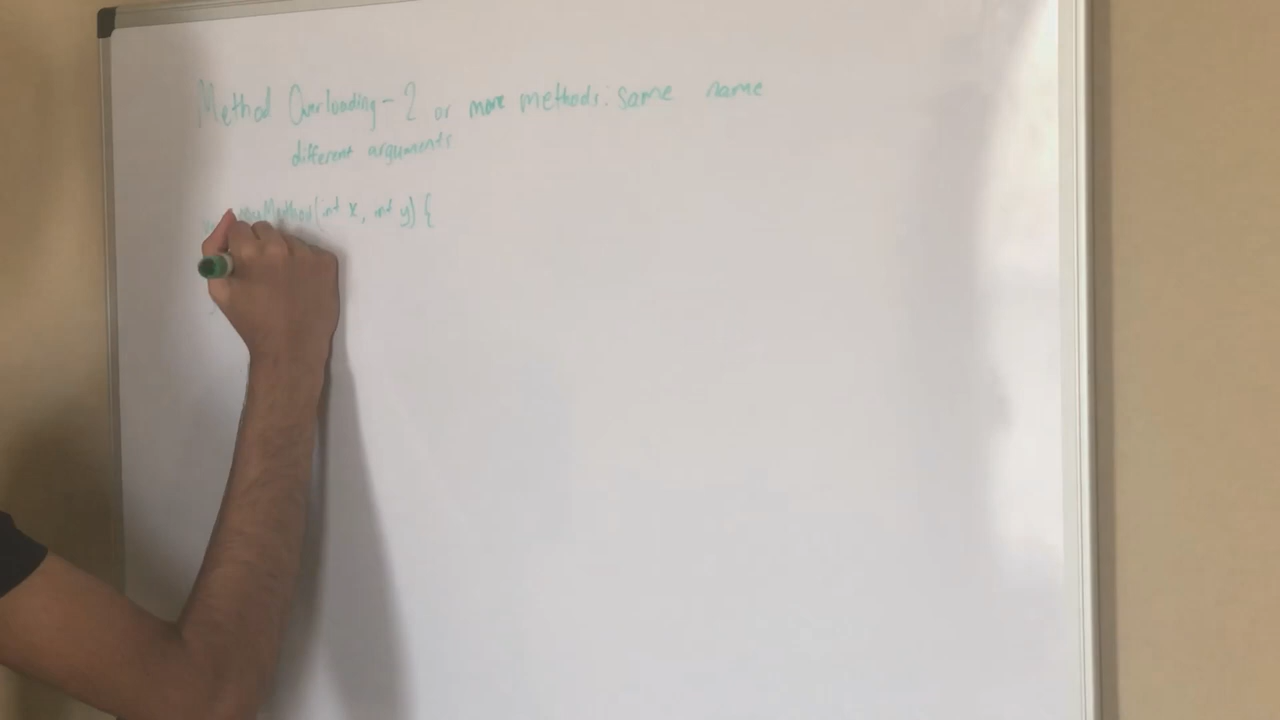 Method Overloading - 2 or more methods: same name
different arguments
myMethod(int x, int y) {